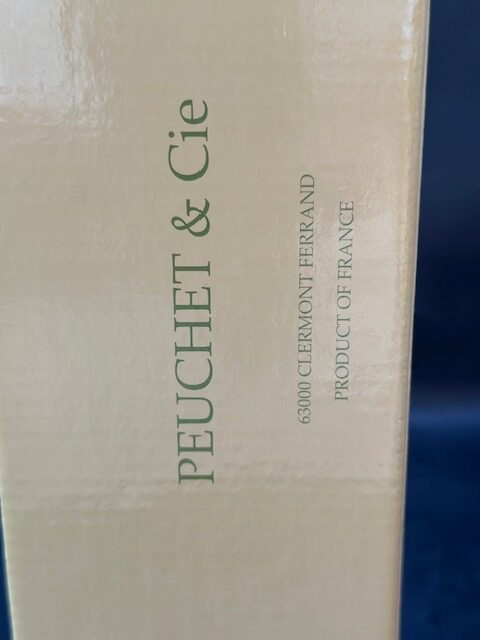 PEUCHET & Cie
63000 CLERMONT FERRAND
PRODUCT OF FRANCE